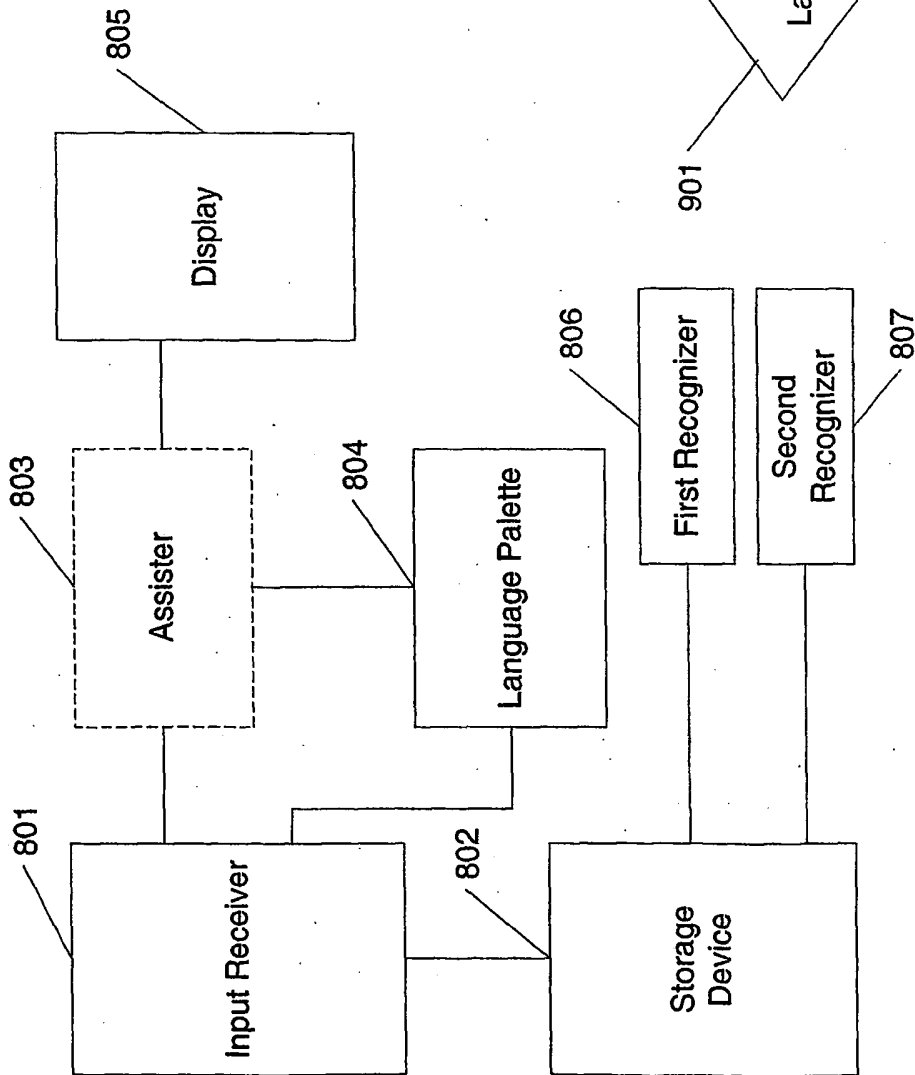 801
Input Receiver
803
Assister
805
Display
804
Language Palette
802
Storage
Device
806
First Recognizer
Second
Recognizer
807
901
La